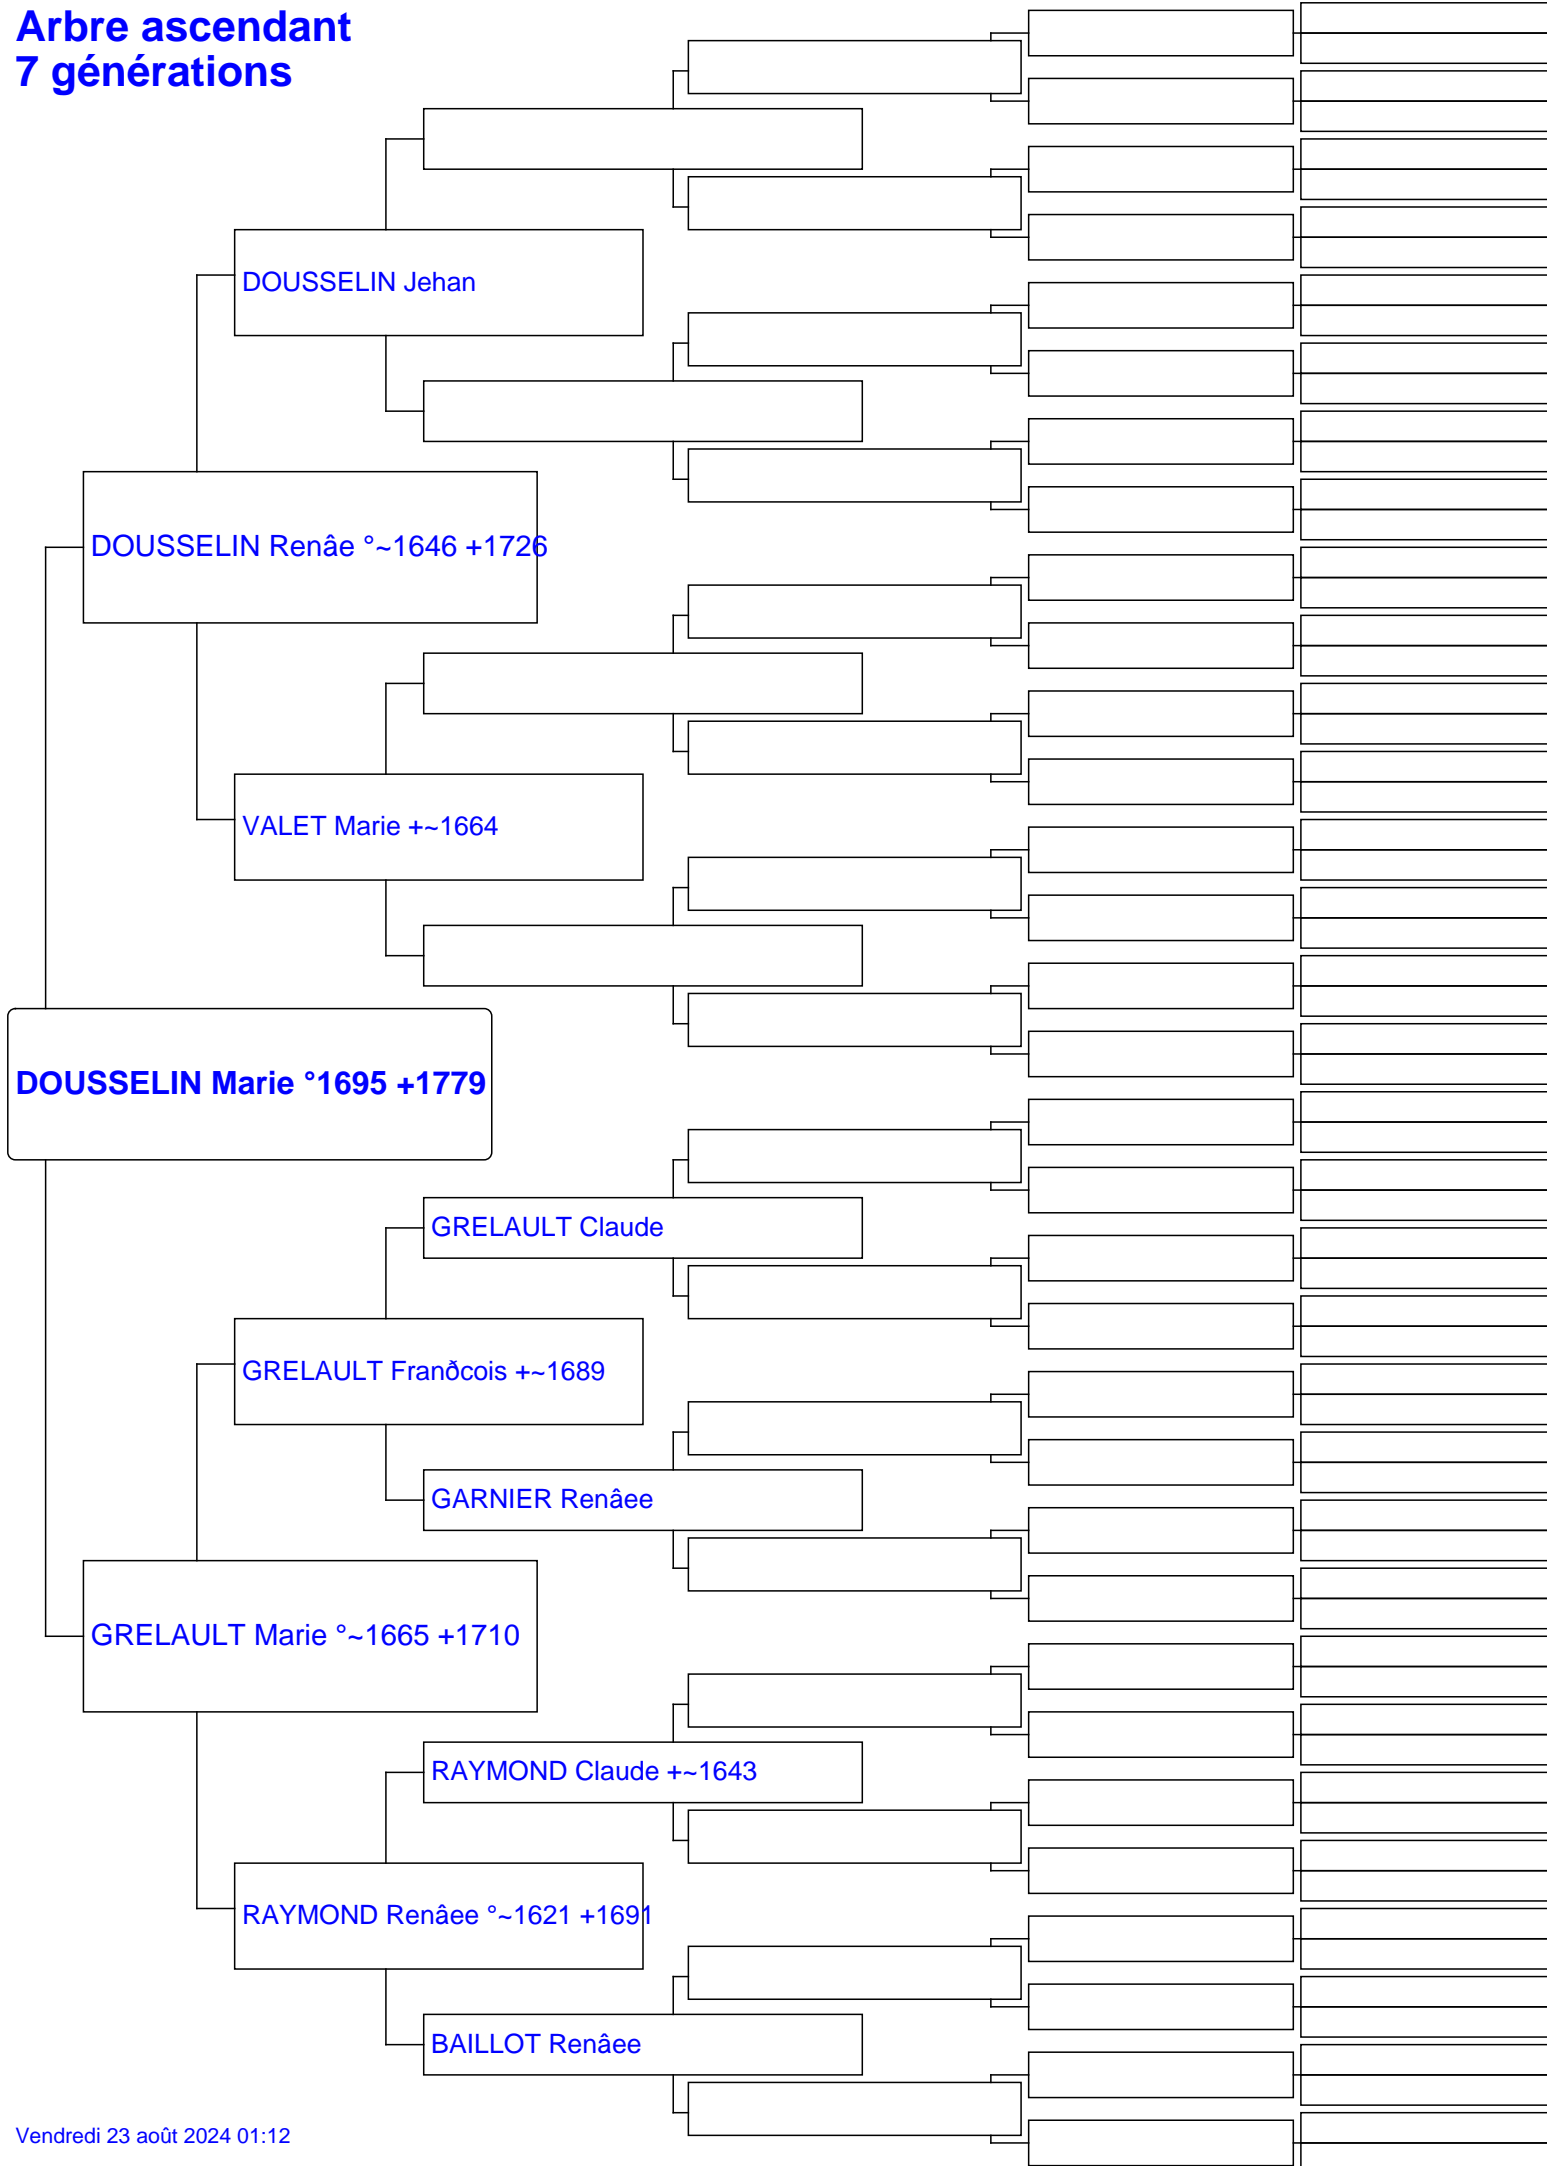 Arbre ascendant
7 générations
DOUSSELIN Jehan
DOUSSELIN Renâe °~1646 +1726
VALET Marie +~1664
DOUSSELIN Marie °1695 +1779
GRELAULT Claude
GRELAULT Franðcois +~1689
GARNIER Renâee
GRELAULT Marie °~1665 +1710
RAYMOND Claude +~1643
RAYMOND Renâee °~1621 +1691
BAILLOT Renâee
Vendredi 23 août 2024 01:12